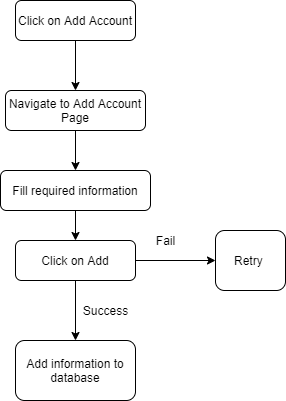 Click on Add Account
Navigate to Add Account
Page
Fill required information
Click on Add
Fail
Retry
Success
Add information to
database